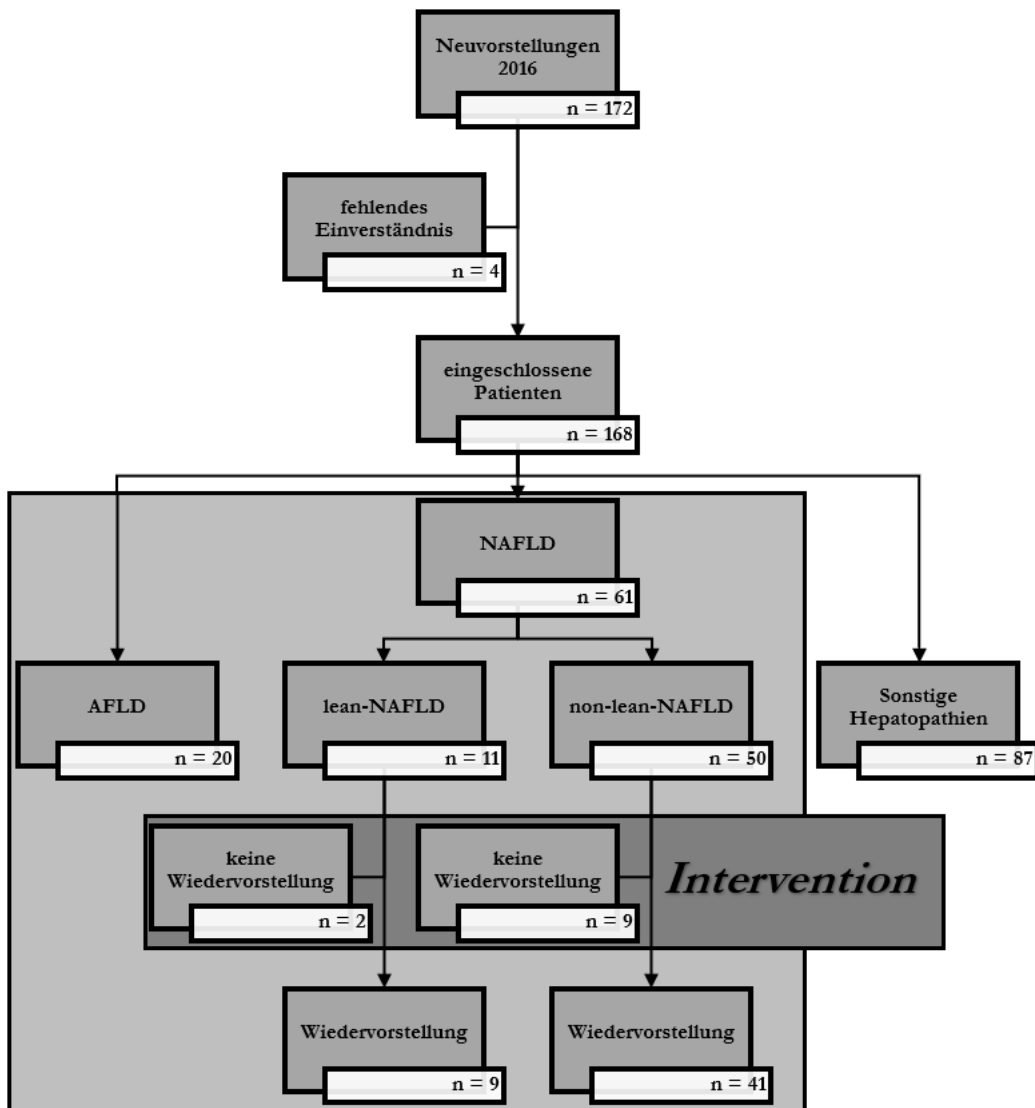 Neuvorstellungen
2016
n = 172
fehlendes
Einverständnis
n = 4
eingeschlossene
Patienten
n = 168
NAFLD
n = 61
AFLD
n = 20
lean-NAFLD
n = 11
non-lean-NAFLD
n = 50
Sonstige
Hepatopathien
n = 87
keine
Wiedervorstellung
n = 2
keine
Wiedervorstellung
n = 9
Intervention
Wiedervorstellung
n = 9
Wiedervorstellung
n = 41